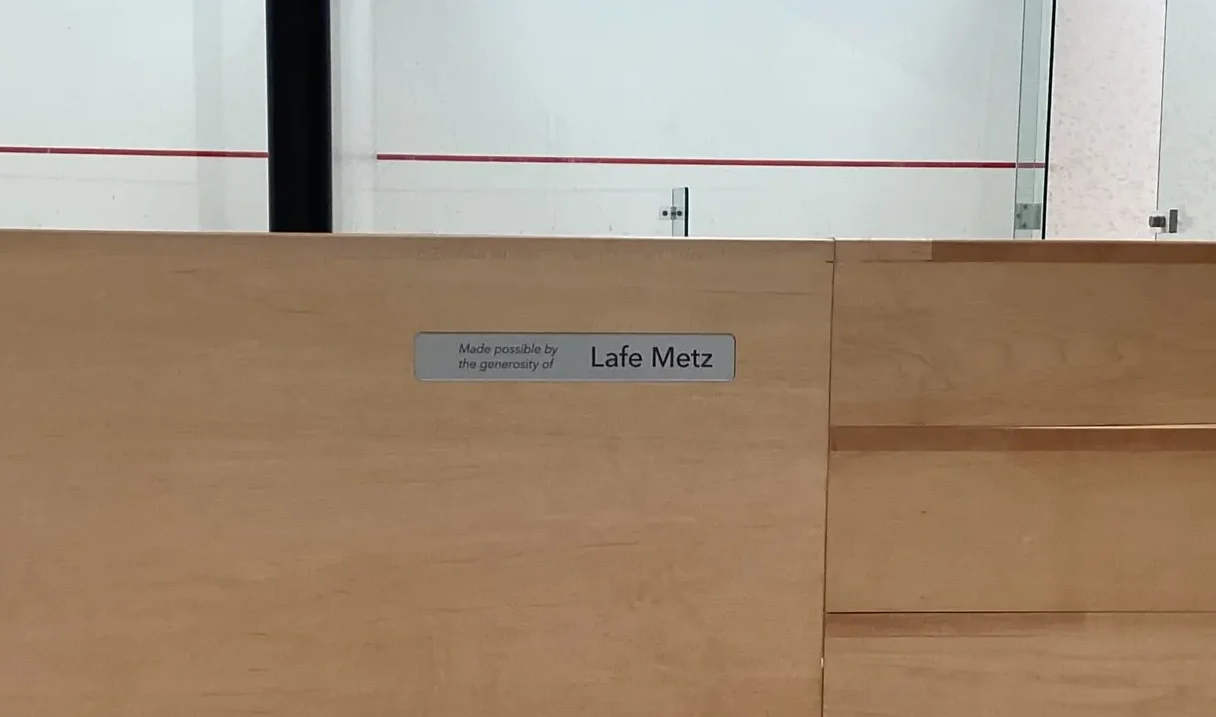 Made possible by
the generosity of
Lafe Metz